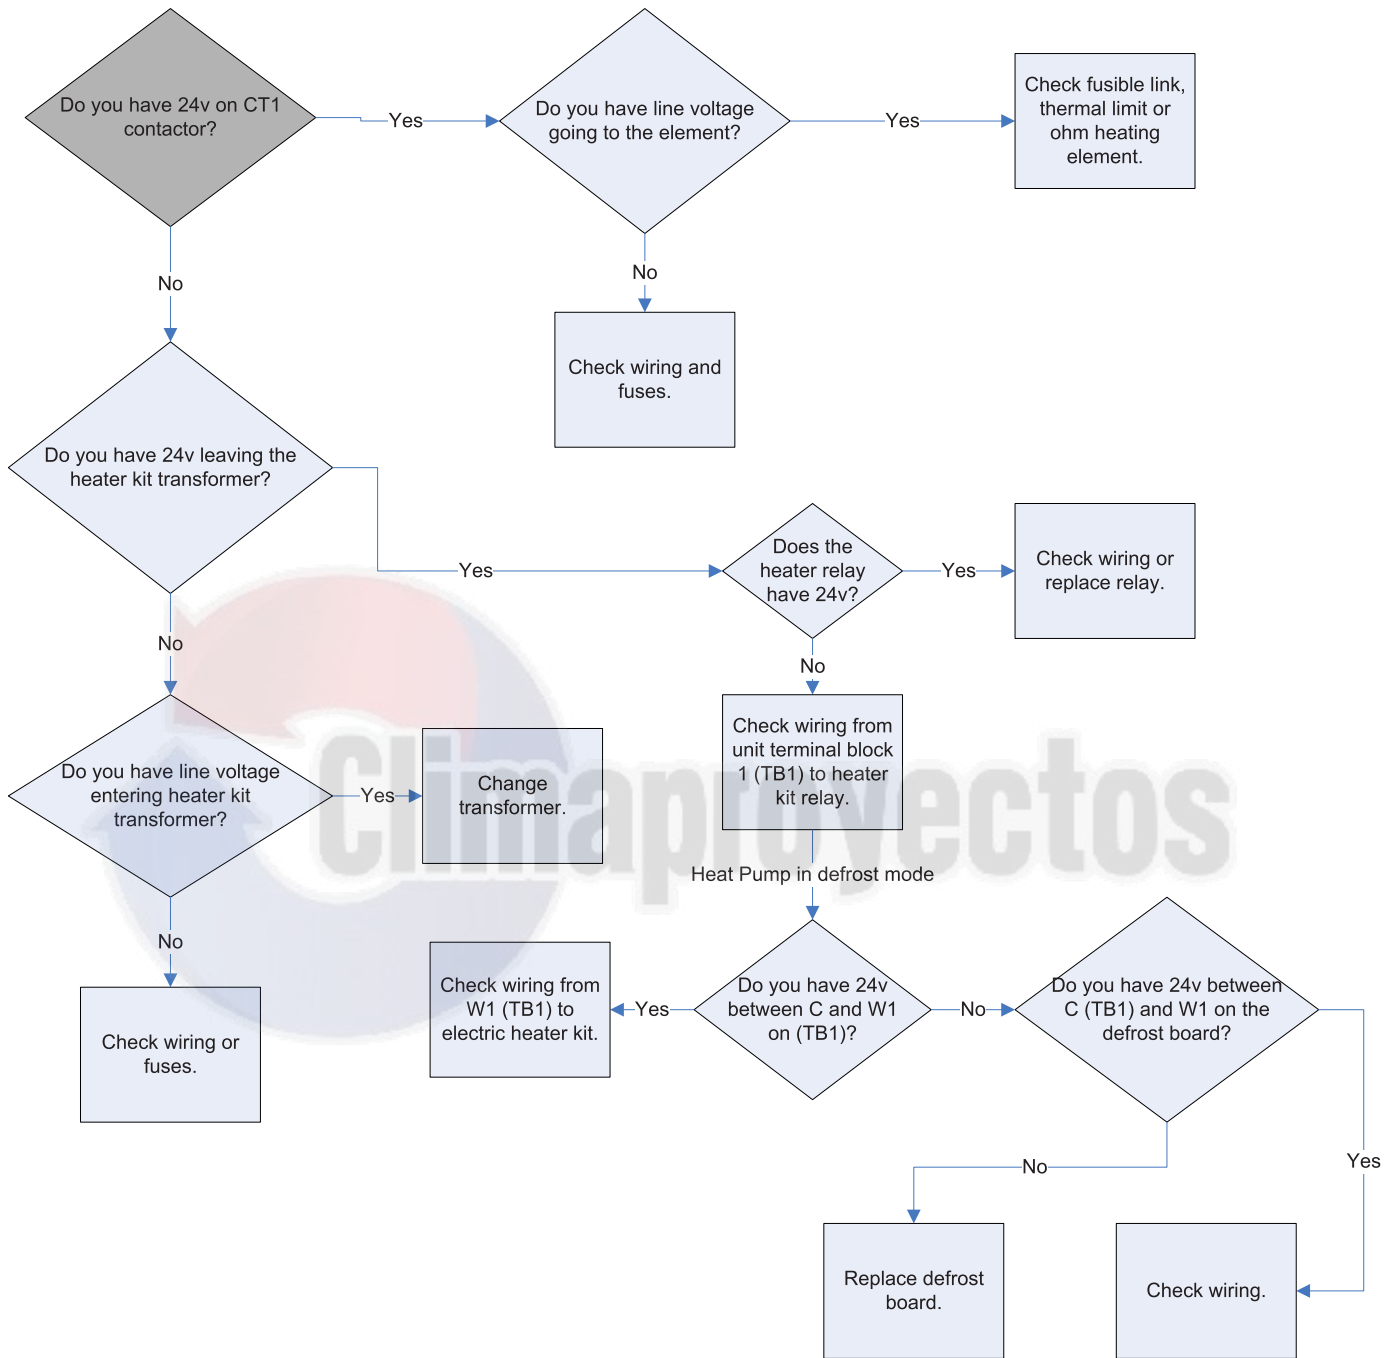 Do you have 24v on CT1
contactor?
Yes
Do you have line voltage
going to the element?
Yes
Check fusible link,
thermal limit or
ohm heating
element.
No
No
Check wiring and
fuses.
Do you have 24v leaving the
heater kit transformer?
Yes
Does the
heater relay
have 24v?
Yes
Check wiring or
replace relay.
No
No
Do you have line voltage
entering heater kit
transformer?
Yes
Change
transformer.
Check wiring from
unit terminal block
1 (TB1) to heater
kit relay.
Climaproyectos
Heat Pump in defrost mode
No
Check wiring or
fuses.
Check wiring from
W1 (TB1) to
electric heater kit.
Yes
Do you have 24v
between C and W1
on (TB1)?
No
Do you have 24v between
C (TB1) and W1 on the
defrost board?
No
Yes
Replace defrost
board.
Check wiring.